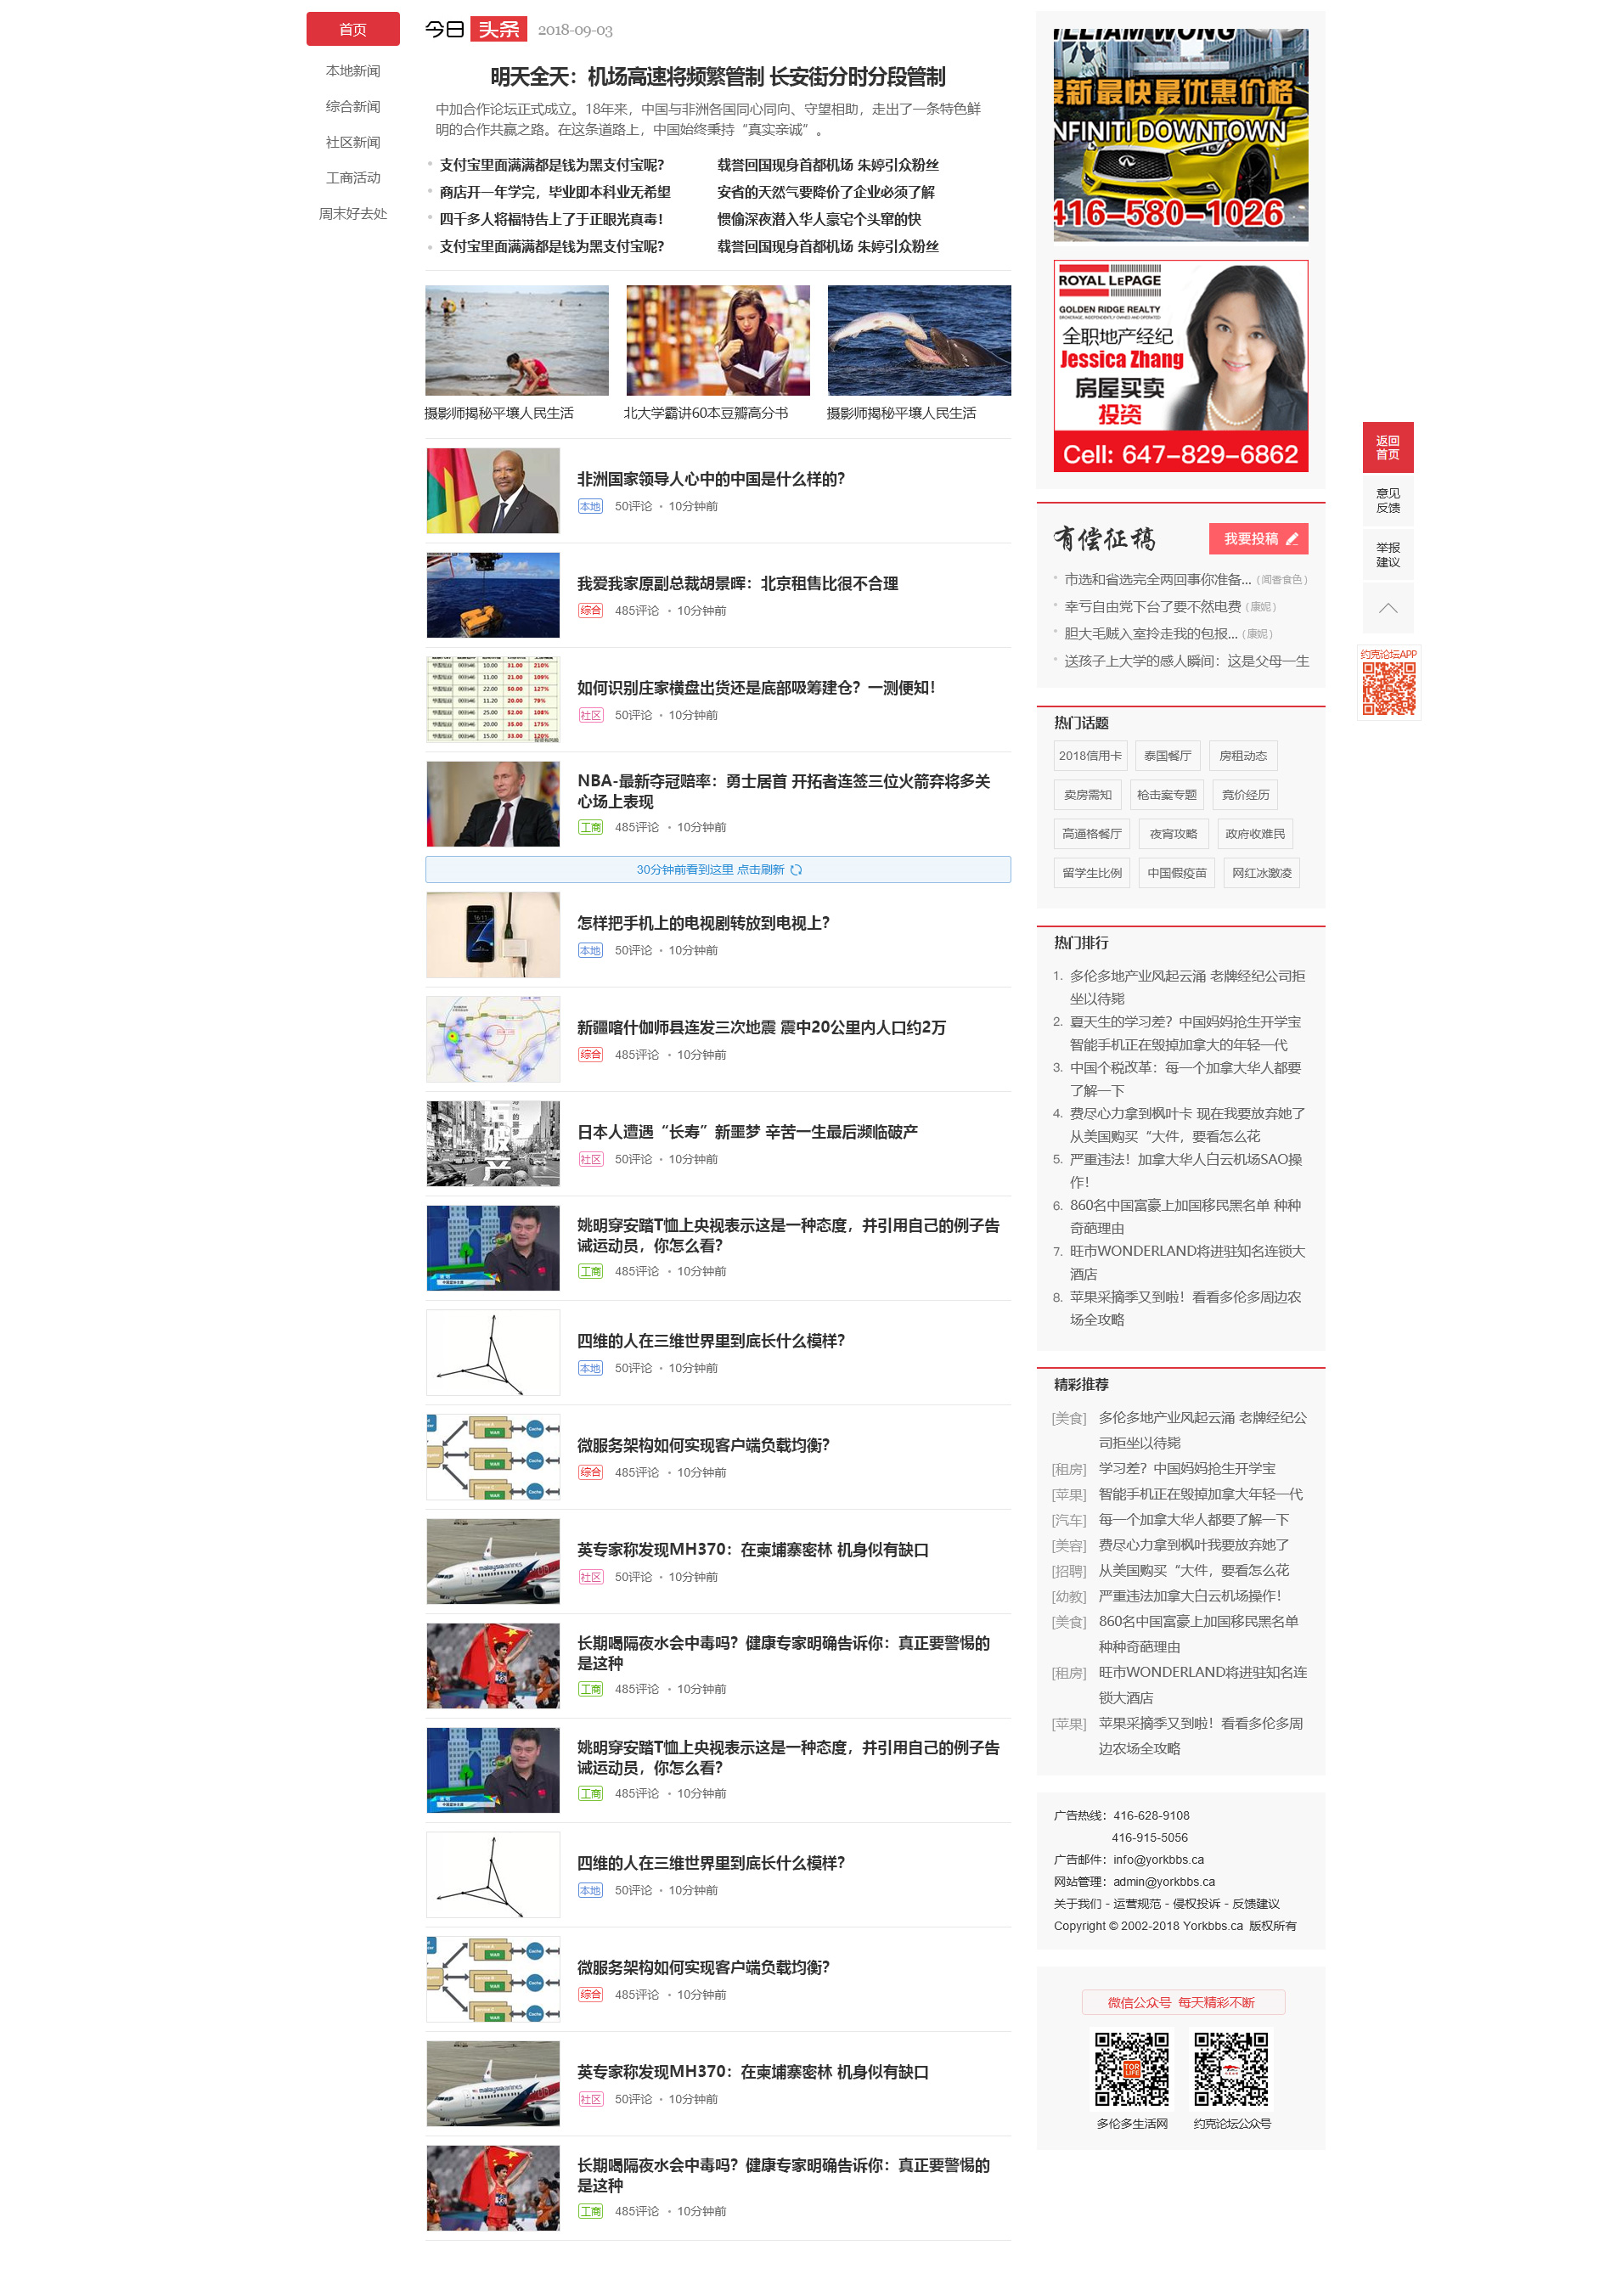 首页
本地新闻
综合新闻
社区新闻
工商活动
周末好去处
今日 头条 2018-09-03
明天全天：机场高速将频繁管制 长安街分时分段管制
中加合作论坛正式成立。18年来，中国与非洲各国同心同向、守望相助，走出了一条特色鲜
明的合作共赢之路。在这条道路上，中国始终秉持“真实亲诚”。
支付宝里面满满都是钱为黑支付宝呢？
载誉回国现身首都机场 朱婷引众粉丝
商店开一年学完，毕业即本科业无希望
安省的天然气要降价了企业必须了解
四千多人将福特告上了于正眼光真毒！
惯偷深夜潜入华人豪宅个头窜的快
支付宝里面满满都是钱为黑支付宝呢？
载誉回国现身首都机场 朱婷引众粉丝
摄影师揭秘平壤人民生活
北大学霸讲60本豆瓣高分书
摄影师揭秘平壤人民生活
非洲国家领导人心中的中国是什么样的？
本地 50评论 · 10分钟前
我爱我家原副总裁胡景晖：北京租售比很不合理
综合 485评论 · 10分钟前
如何识别庄家横盘出货还是底部吸筹建仓？一测便知！
社区 50评论 · 10分钟前
NBA-最新夺冠赔率：勇士居首 开拓者连签三位火箭弃将多关
心场上表现
工商 485评论 · 10分钟前
30分钟前看到这里 点击刷新
怎样把手机上的电视剧转放到电视上？
本地 50评论 · 10分钟前
新疆喀什伽师县连发三次地震 震中20公里内人口约2万
综合 485评论 · 10分钟前
日本人遭遇“长寿”新噩梦 辛苦一生最后濒临破产
社区 50评论 · 10分钟前
姚明穿安踏T恤上央视表示这是一种态度，并引用自己的例子告
诫运动员，你怎么看？
工商 485评论 · 10分钟前
四维的人在三维世界里到底长什么模样？
本地 50评论 · 10分钟前
微服务架构如何实现客户端负载均衡？
综合 485评论 · 10分钟前
英专家称发现MH370：在柬埔寨密林 机身似有缺口
社区 50评论 · 10分钟前
长期喝隔夜水会中毒吗？健康专家明确告诉你：真正要警惕的
是这种
工商 485评论 · 10分钟前
姚明穿安踏T恤上央视表示这是一种态度，并引用自己的例子告
诫运动员，你怎么看？
工商 485评论 · 10分钟前
四维的人在三维世界里到底长什么模样？
本地 50评论 · 10分钟前
微服务架构如何实现客户端负载均衡？
综合 485评论 · 10分钟前
英专家称发现MH370：在柬埔寨密林 机身似有缺口
社区 50评论 · 10分钟前
长期喝隔夜水会中毒吗？健康专家明确告诉你：真正要警惕的
是这种
工商 485评论 · 10分钟前
WONG
最新最快最优惠价格
INFINITI DOWNTOWN
416-580-1026
ROYAL LEPAGE
GOLDEN RIDGE REALTY
全职地产经纪
Jessica Zhang
房屋买卖
投资
Cell: 647-829-6862
有偿征稿 我要投稿
市选和省选完全两回事你准备... (闻香食色)
幸亏自由党下台了要不然电费 (康妮)
胆大毛贼入室拎走我的包报... (康妮)
送孩子上大学的感人瞬间：这是父母一生
热门话题
2018信用卡 泰国餐厅 房租动态
卖房需知 枪击案专题 竞价经历
高逼格餐厅 夜宵攻略 政府收难民
留学生比例 中国假疫苗 网红冰激凌
热门排行
1. 多伦多地产业风起云涌 老牌经纪公司拒
坐以待毙
2. 夏天生的学习差？中国妈妈抢生开学宝
智能手机正在毁掉加拿大的年轻一代
3. 中国个税改革：每一个加拿大华人都要
了解一下
4. 费尽心力拿到枫叶卡 现在我要放弃她了
从美国购买“大件，要看怎么花
5. 严重违法！加拿大华人白云机场SAO操
作！
6. 860名中国富豪上加国移民黑名单 种种
奇葩理由
7. 旺市WONDERLAND将进驻知名连锁大
酒店
8. 苹果采摘季又到啦！看看多伦多周边农
场全攻略
精彩推荐
[美食] 多伦多地产业风起云涌 老牌经纪公
司拒坐以待毙
[租房] 学习差？中国妈妈抢生开学宝
[苹果] 智能手机正在毁掉加拿大年轻一代
[汽车] 每一个加拿大华人都要了解一下
[美容] 费尽心力拿到枫叶我要放弃她了
[招聘] 从美国购买“大件，要看怎么花
[幼教] 严重违法加拿大白云机场操作！
[美食] 860名中国富豪上加国移民黑名单
种种奇葩理由
[租房] 旺市WONDERLAND将进驻知名连
锁大酒店
[苹果] 苹果采摘季又到啦！看看多伦多周
边农场全攻略
广告热线：416-628-9108
416-915-5056
广告邮件：info@yorkbbs.ca
网站管理：admin@yorkbbs.ca
关于我们 - 运营规范 - 侵权投诉 - 反馈建议
Copyright © 2002-2018 Yorkbbs.ca 版权所有
微信公众号 每天精彩不断
多伦多生活网 约克论坛公众号
返回
首页
意见
反馈
举报
建议
约克论坛APP